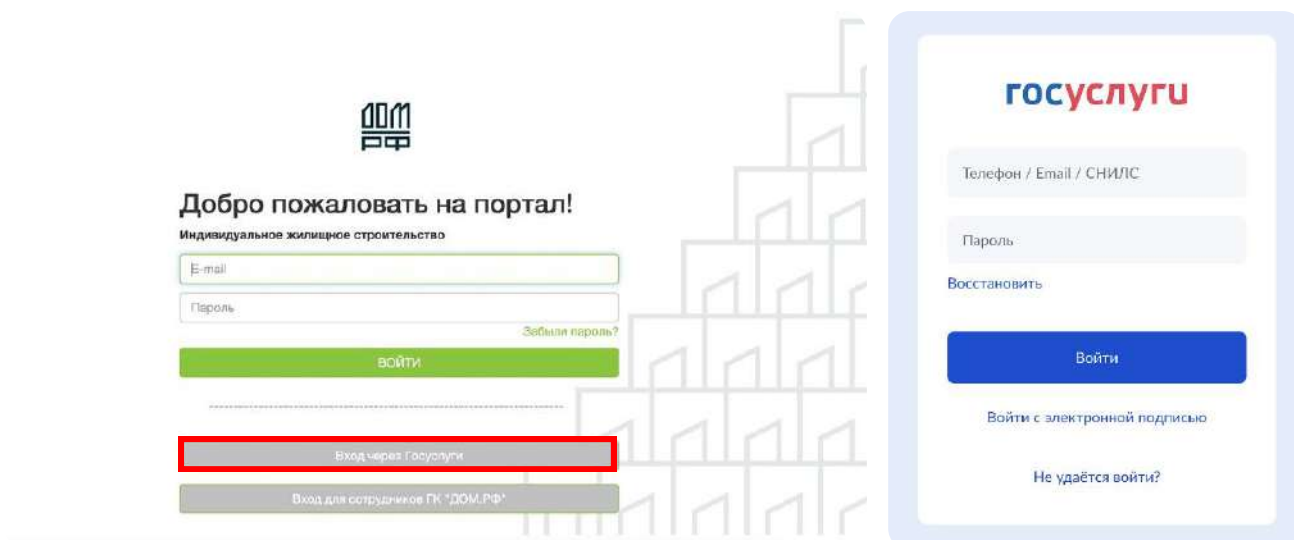 ДОМ
РФ
Добро пожаловать на портал!
Индивидуальное жилищное строительство
E-mail
Пароль
Забыли пароль?
ВОЙТИ
Вход через Госуслуги
Вход для сотрудников ГК "ДОМ.РФ"
госуслуги
Телефон / Email / СНИЛС
Пароль
Восстановить
Войти
Войти с электронной подписью
Не удаётся войти?